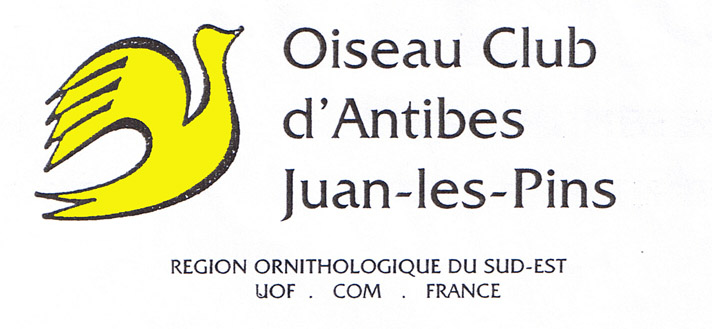 Oiseau Club
d'Antibes
Juan-les-Pins
REGION ORNITHOLOGIQUE DU SUD-EST
UOF . COM . FRANCE